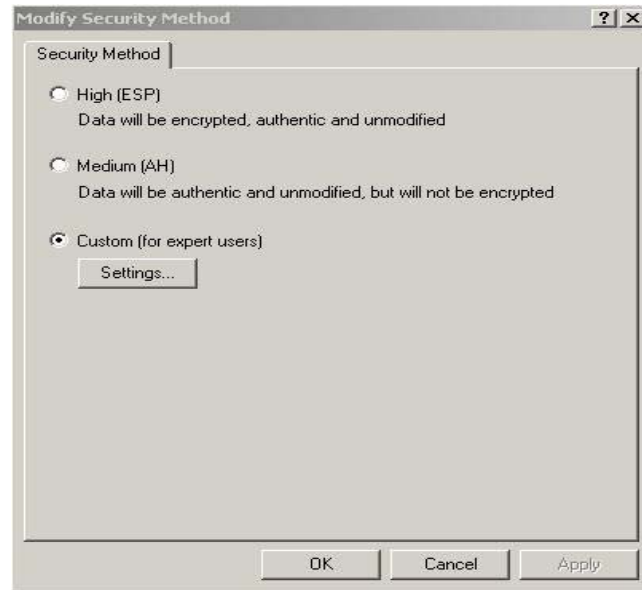 Modify Security Method
Security Method
High (ESP)
Data will be encrypted, authentic and unmodified
Medium (AH)
Data will be authentic and unmodified, but will not be encrypted
Custom (for expert users)
Settings...
OK Cancel Apply